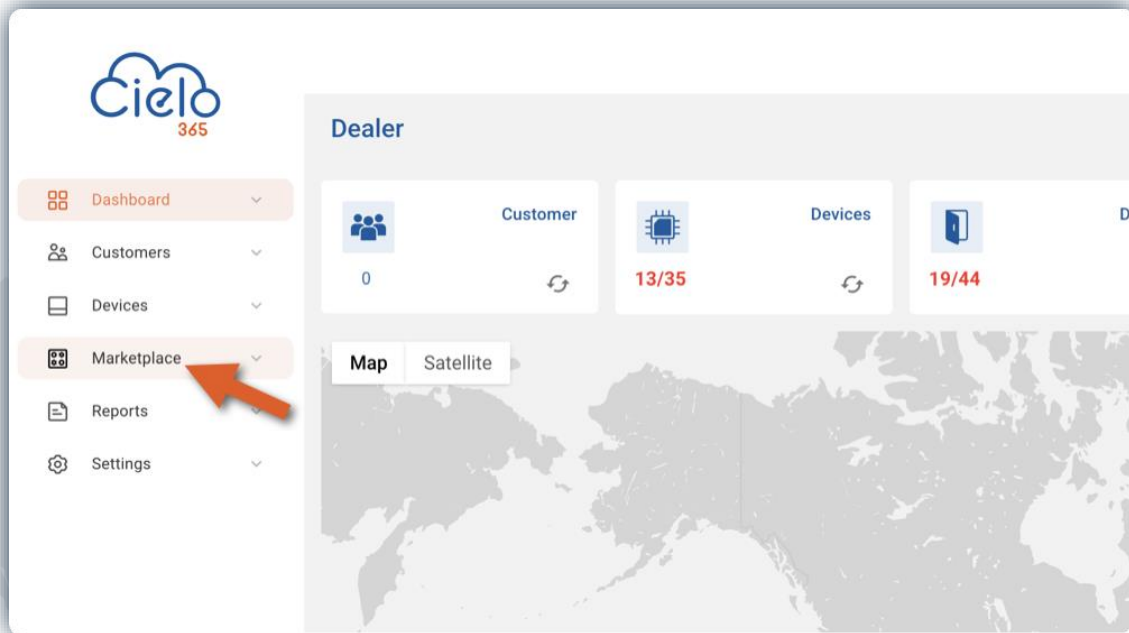 Cielo
365
Dealer
Dashboard
Customers
Devices
Marketplace
Reports
Settings
Customer
0
Devices
13/35
D
19/44
Map
Satellite